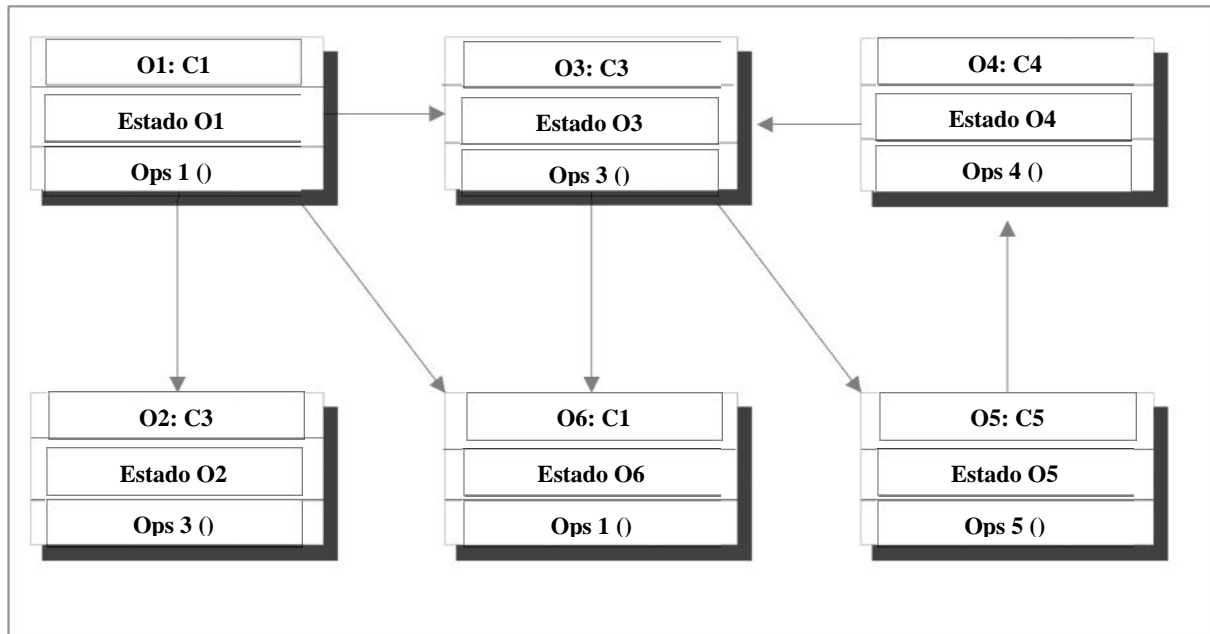 O1: C1
Estado O1
Ops 1 ()
O3: C3
Estado O3
Ops 3 ()
O4: C4
Estado O4
Ops 4 ()
O2: C3
Estado O2
Ops 3 ()
O6: C1
Estado O6
Ops 1 ()
O5: C5
Estado O5
Ops 5 ()